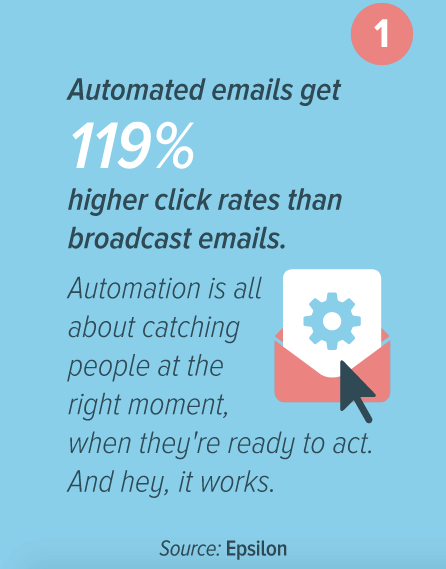 1
Automated emails get
119%
higher click rates than
broadcast emails.
Automation is all
about catching
people at the
right moment,
when they're ready to act.
And hey, it works.
Source: Epsilon